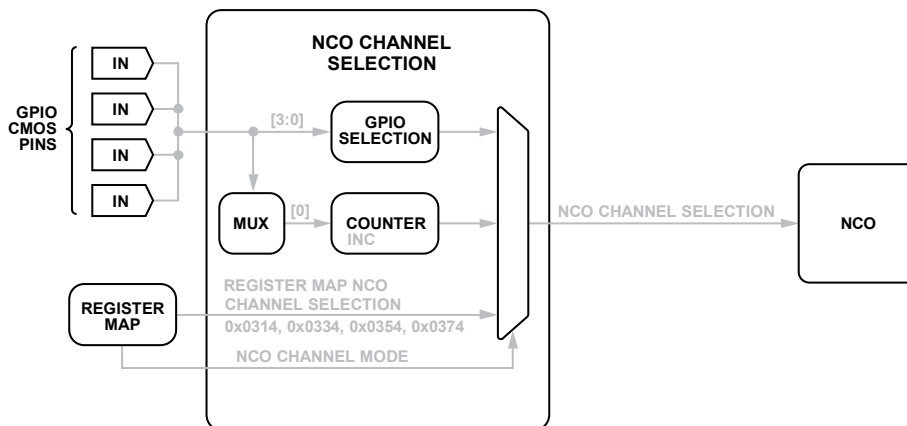 NCO CHANNEL
SELECTION
IN
IN
IN
IN
GPIO
CMOS
PINS
[3:0]
GPIO
SELECTION
MUX
[0]
COUNTER
INC
NCO CHANNEL SELECTION
NCO
REGISTER
MAP
REGISTER MAP NCO
CHANNEL SELECTION
0x0314, 0x0334, 0x0354, 0x0374
NCO CHANNEL MODE